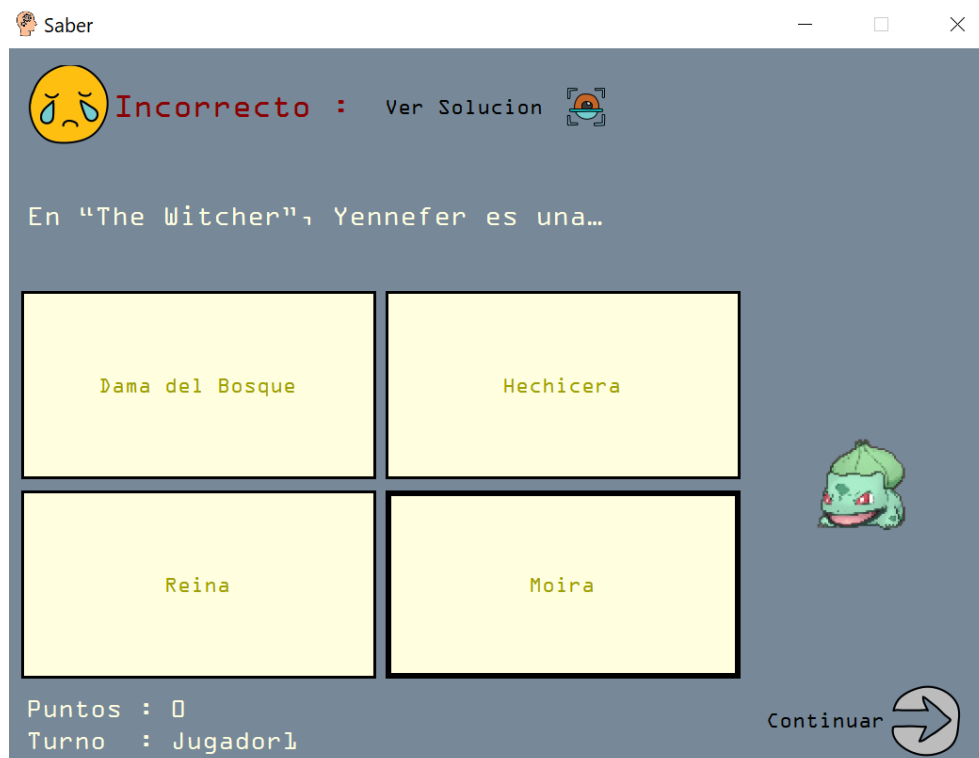 Saber
Incorrecto : Ver Solucion
En “The Witcher”, Yennefer es una…
Dama del Bosque
Hechicera
Reina
Moira
Puntos : 0
Turno : Jugador1
Continuar